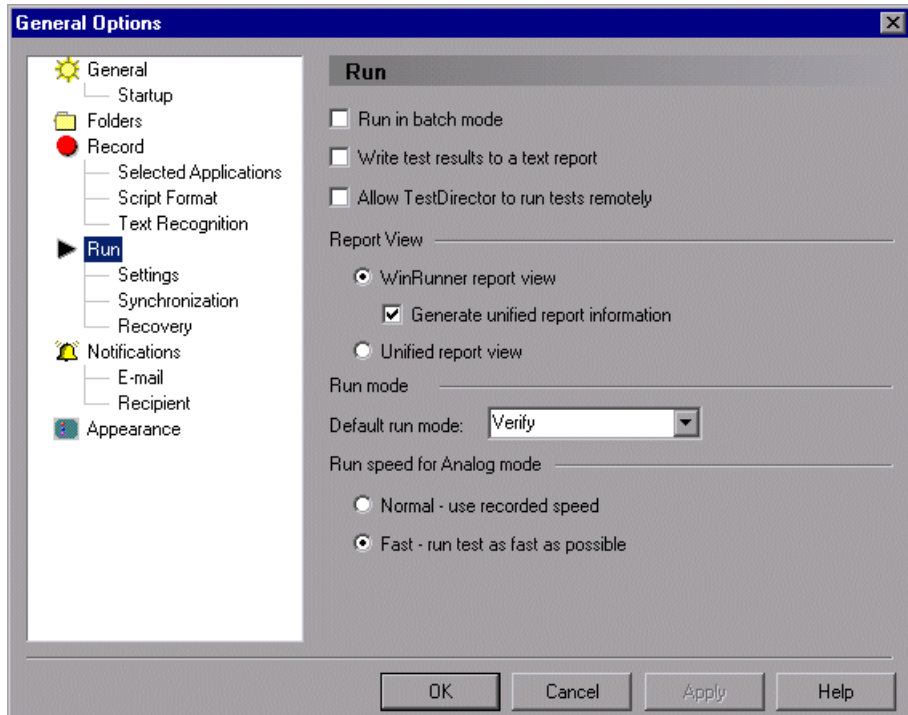 General Options
General
Startup
Folders
Record
Selected Applications
Script Format
Text Recognition
Run
Settings
Synchronization
Recovery
Notifications
E-mail
Recipient
Appearance
Run
Run in batch mode
Write test results to a text report
Allow TestDirector to run tests remotely
Report View
WinRunner report view
Generate unified report information
Unified report view
Run mode
Default run mode: Verify
Run speed for Analog mode
Normal - use recorded speed
Fast - run test as fast as possible
OK Cancel Apply Help